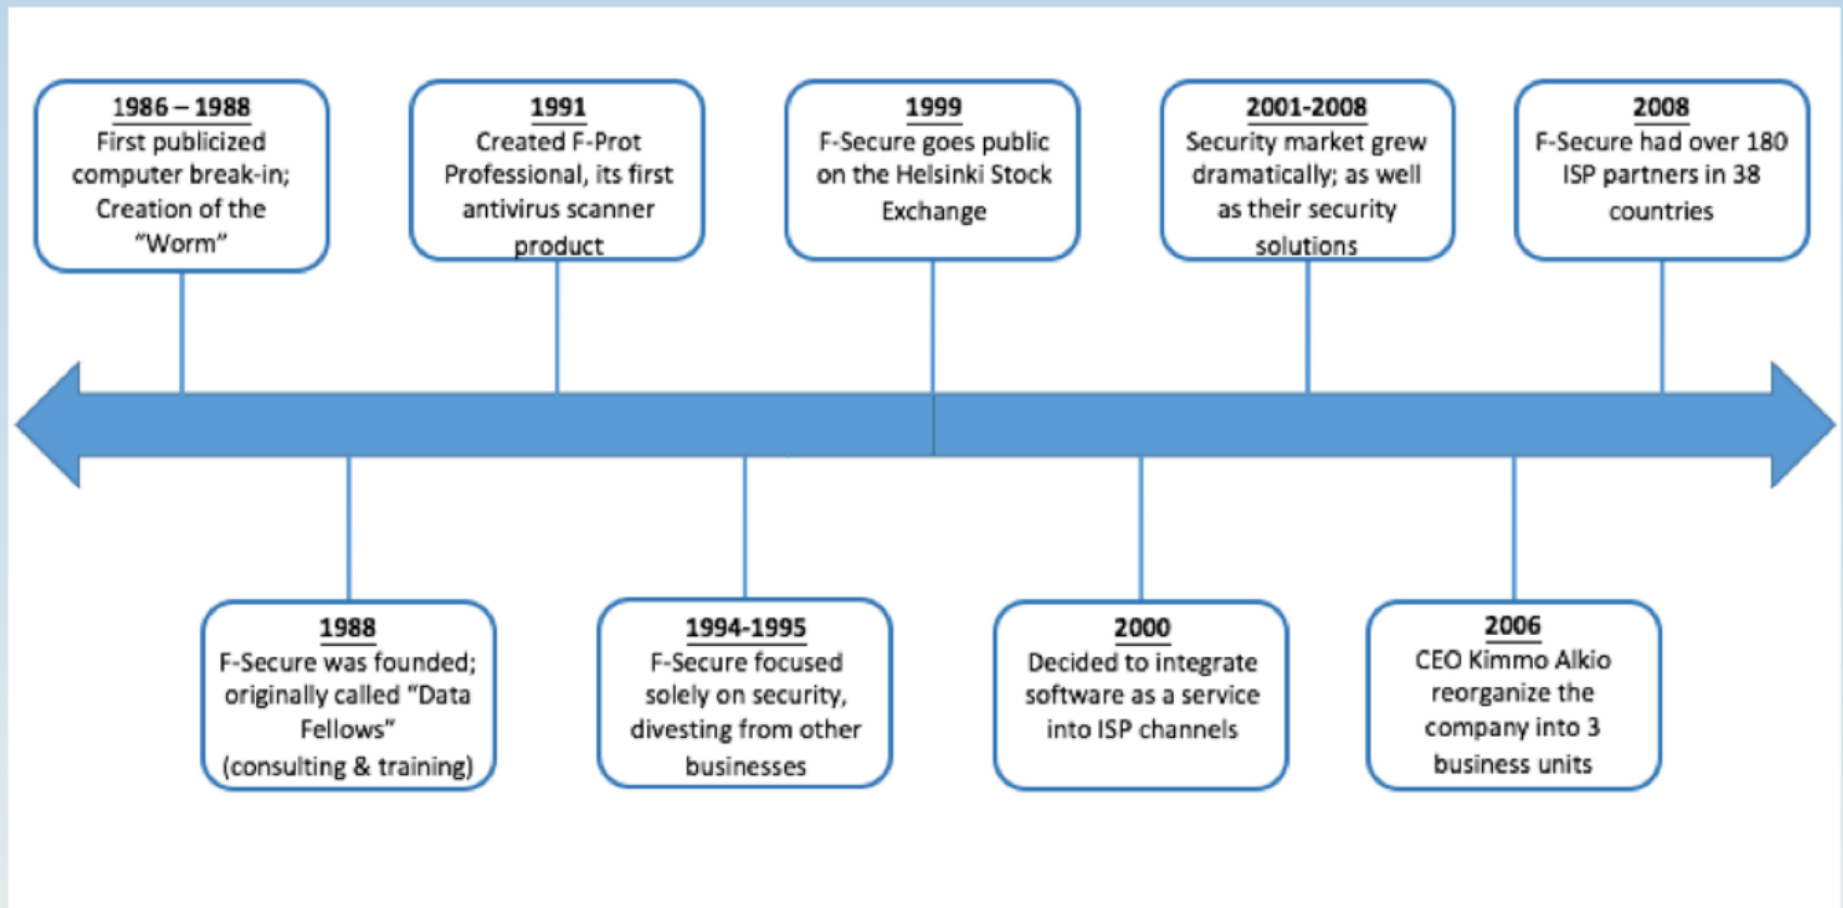 1986 – 1988
First publicized
computer break-in;
Creation of the
“Worm”
1991
Created F-Prot
Professional, its first
antivirus scanner
product
1999
F-Secure goes public
on the Helsinki Stock
Exchange
2001-2008
Security market grew
dramatically; as well
as their security
solutions
2008
F-Secure had over 180
ISP partners in 38
countries
1988
F-Secure was founded;
originally called “Data
Fellows”
(consulting & training)
1994-1995
F-Secure focused
solely on security,
divesting from other
businesses
2000
Decided to integrate
software as a service
into ISP channels
2006
CEO Kimmo Alkio
reorganize the
company into 3
business units